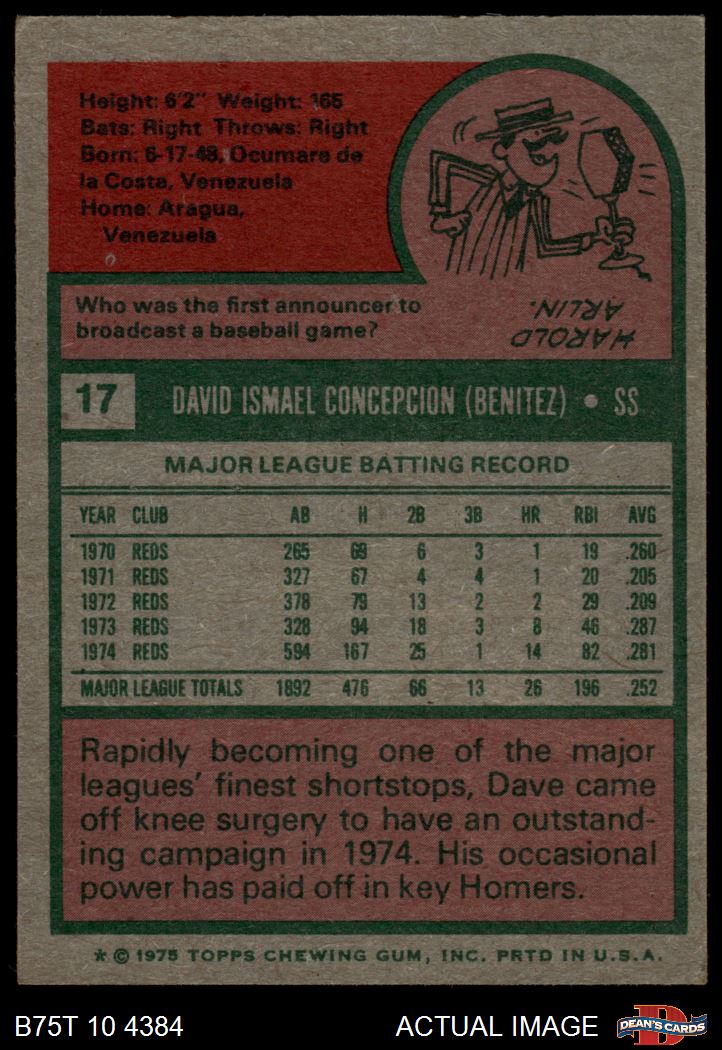 Height: 6'2" Weight: 165
Bats: Right Throws: Right
Born: 6-17-48, Ocumare de
la Costa, Venezuela
Home: Aragua,
Venezuela
Who was the first announcer to
broadcast a baseball game?
HAROLD
ARLIN.
17 DAVID ISMAEL CONCEPCION (BENITEZ) • SS
MAJOR LEAGUE BATTING RECORD
YEAR CLUB AB H 2B 3B HR RBI AVG
1970 REDS 265 69 6 3 1 19 .260
1971 REDS 327 67 4 4 1 20 .205
1972 REDS 378 79 13 2 2 29 .209
1973 REDS 328 94 18 3 8 46 .287
1974 REDS 594 167 25 1 14 82 .281
MAJOR LEAGUE TOTALS 1892 476 66 13 26 196 .252
Rapidly becoming one of the major
leagues' finest shortstops, Dave came
off knee surgery to have an outstand-
ing campaign in 1974. His occasional
power has paid off in key Homers.
* © 1975 TOPPS CHEWING GUM, INC. PRTD IN U.S.A.
B75T 10 4384 ACTUAL IMAGE D DEAN'S CARDS